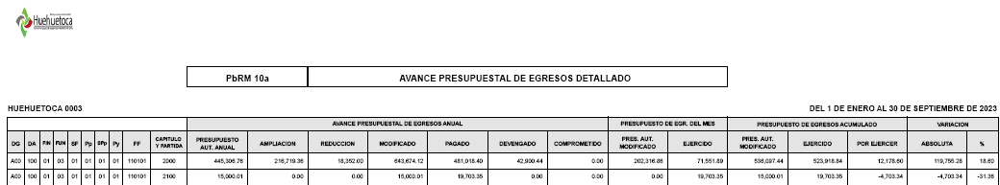 Huehuetoca
PbRM 10a AVANCE PRESUPUESTAL DE EGRESOS DETALLADO
HUEHUETOCA 0003 DEL 1 DE ENERO AL 30 DE SEPTIEMBRE DE 2023
AVANCE PRESUPUESTAL DE EGRESOS ANUAL PRESUPUESTO DE EGR. DEL MES PRESUPUESTO DE EGRESOS ACUMULADO VARIACION
DG DA FIN FUN SF Pp SPp Py FF CAPITULO Y PARTIDA PRESUPUESTO AUT. ANUAL AMPLIACION REDUCCION MODIFICADO PAGADO DEVENGADO COMPROMETIDO PRES. AUT. MODIFICADO EJERCIDO PRES. AUT. MODIFICADO EJERCIDO POR EJERCER ABSOLUTA %
A00 100 01 03 01 01 01 01 110101 2000 445,306.76 216,719.36 18,352.00 643,674.12 481,018.40 42,900.44 0.00 202,316.86 71,551.89 536,097.44 523,918.84 12,178.60 119,755.28 18.60
A00 100 01 03 01 01 01 01 110101 2100 15,000.01 0.00 0.00 15,000.01 19,703.35 0.00 0.00 0.00 19,703.35 15,000.01 19,703.35 -4,703.34 -4,703.34 -31.36